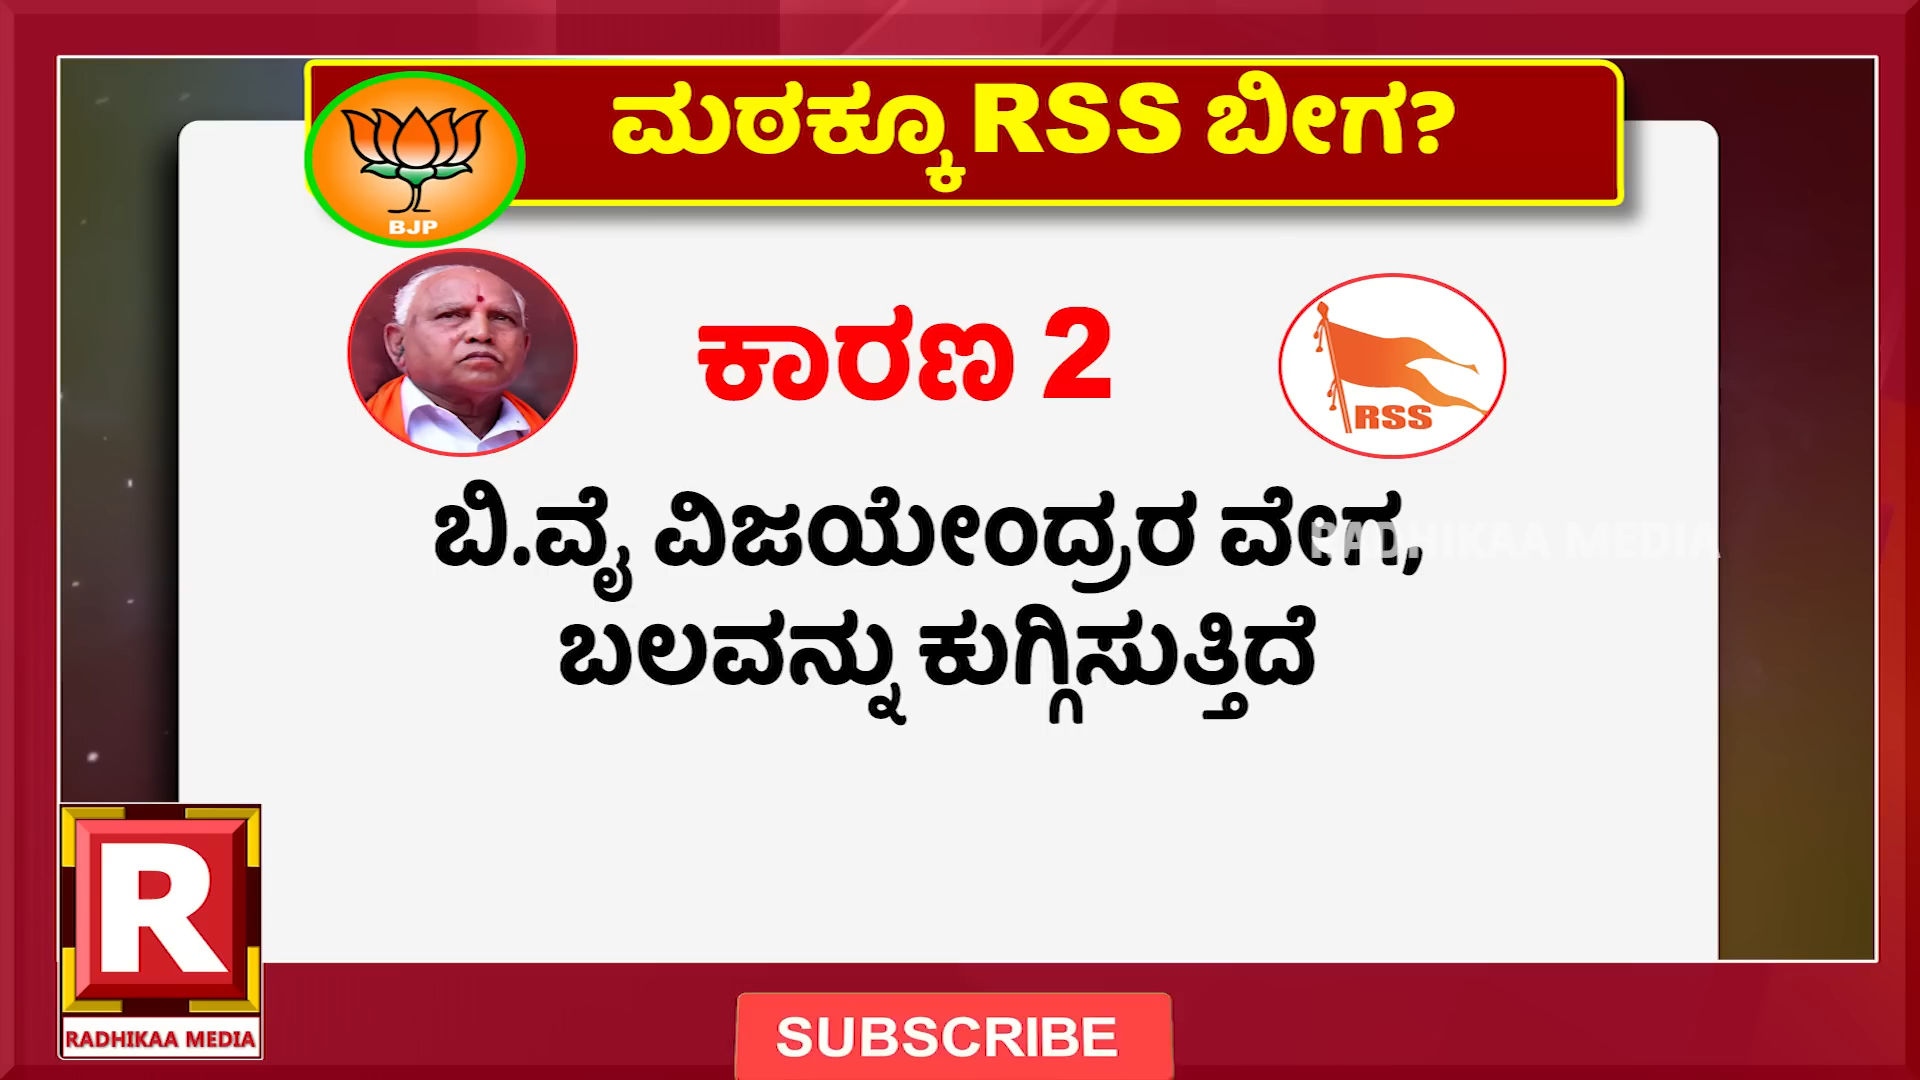 ಮಠಕ್ಕೂ RSS ಬೀಗ?
BJP
ಕಾರಣ 2
RSS
ಬಿ.ವೈ ವಿಜಯೇಂದ್ರರ ವೇಗ,
RADHIKAA MEDIA
ಬಲವನ್ನು ಕುಗ್ಗಿಸುತ್ತಿದೆ
R
RADHIKAA MEDIA
SUBSCRIBE